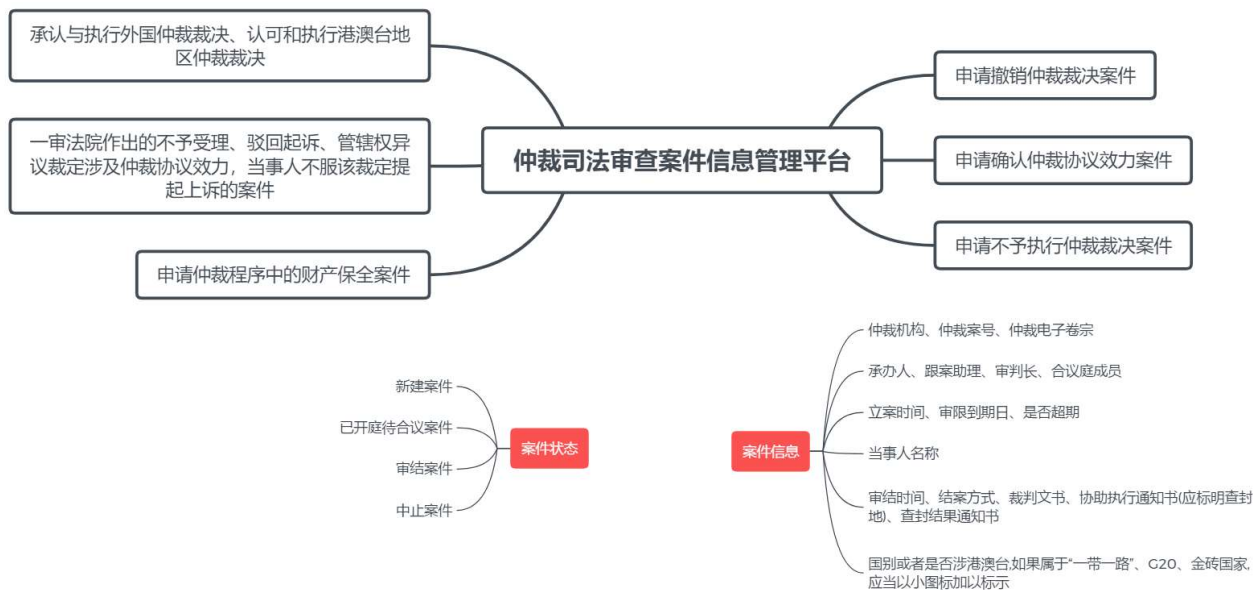 承认与执行外国仲裁裁决、认可和执行港澳台地
区仲裁裁决
一审法院作出的不予受理、驳回起诉、管辖权异
议裁定涉及仲裁协议效力，当事人不服该裁定提
起上诉的案件
申请仲裁程序中的财产保全案件
仲裁司法审查案件信息管理平台
申请撤销仲裁裁决案件
申请确认仲裁协议效力案件
申请不予执行仲裁裁决案件
新建案件
已开庭待合议案件
审结案件
中止案件
案件状态
案件信息
仲裁机构、仲裁案号、仲裁电子卷宗
承办人、跟案助理、审判长、合议庭成员
立案时间、审限到期日、是否超期
当事人名称
审结时间、结案方式、裁判文书、协助执行通知书(应标明查封
地)、查封结果通知书
国别或者是否涉港澳台,如果属于“一带一路”、G20、金砖国家,
应当以小图标加以标示